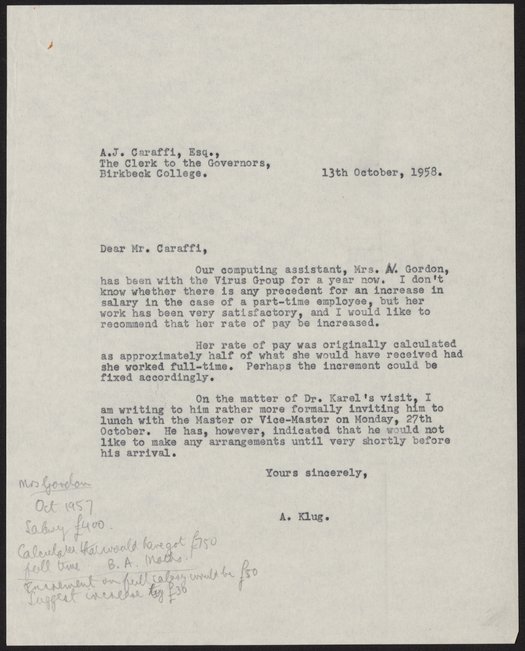 A.J. Caraffi, Esq.,
The Clerk to the Governors,
Birkbeck College.
13th October, 1958.
Dear Mr. Caraffi,
Our computing assistant, Mrs. N. Gordon,
has been with the Virus Group for a year now. I don't
know whether there is any precedent for an increase in
salary in the case of a part-time employee, but her
work has been very satisfactory, and I would like to
recommend that her rate of pay be increased.
Her rate of pay was originally calculated
as approximately half of what she would have received had
she worked full-time. Perhaps the increment could be
fixed accordingly.
On the matter of Dr. Karel's visit, I
am writing to him rather more formally inviting him to
lunch with the Master or Vice-Master on Monday, 27th
October. He has, however, indicated that he would not
like to make any arrangements until very shortly before
his arrival.
Yours sincerely,
A. Klug.
Mrs Gordon
Oct 1957
Salary £400.
Calculated that would have got £750
full time B.A. Maths
Increment on full salary would be £50
Suggest increase by £30